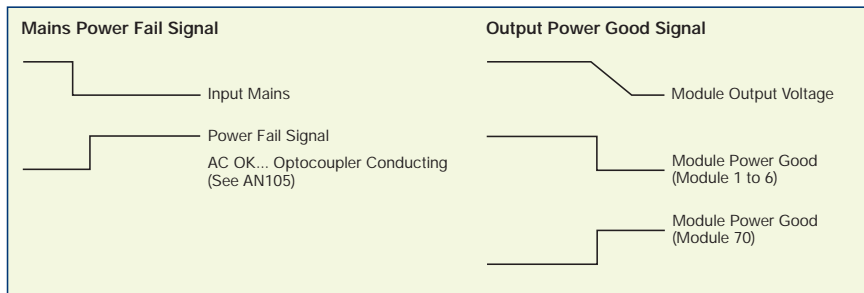 Mains Power Fail Signal
Input Mains
Power Fail Signal
AC OK... Optocoupler Conducting
(See AN105)
Output Power Good Signal
Module Output Voltage
Module Power Good
(Module 1 to 6)
Module Power Good
(Module 70)